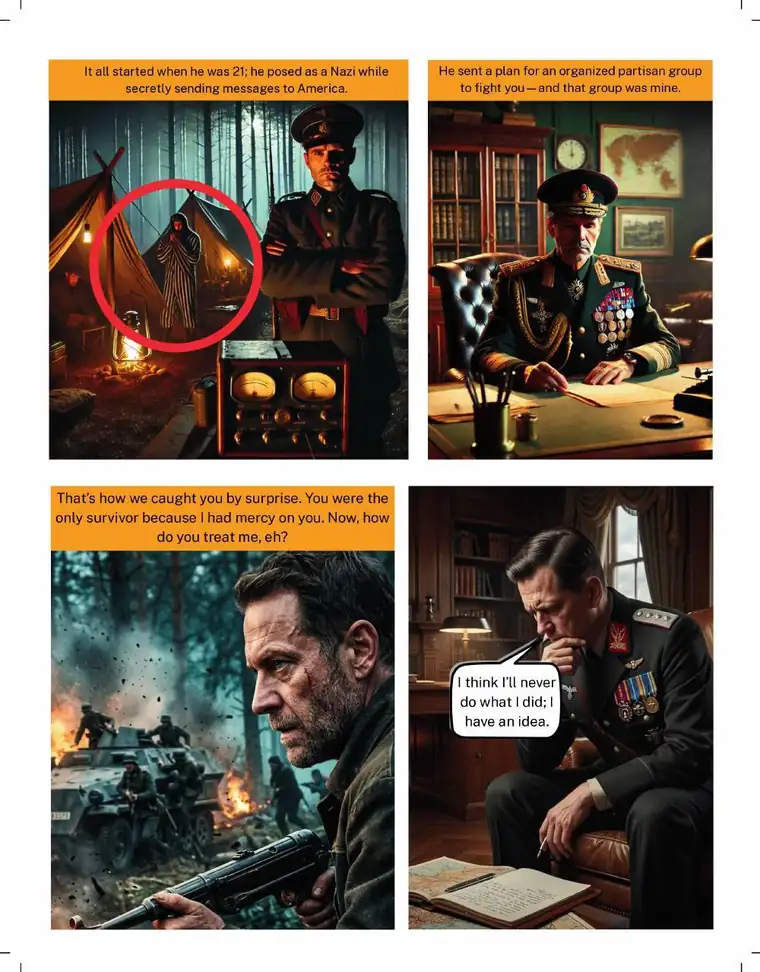 It all started when he was 21; he posed as a Nazi while
secretly sending messages to America.
He sent a plan for an organized partisan group
to fight you—and that group was mine.
That's how we caught you by surprise. You were the
only survivor because I had mercy on you. Now, how
do you treat me, eh?
I think I'll never
do what I did; I
have an idea.